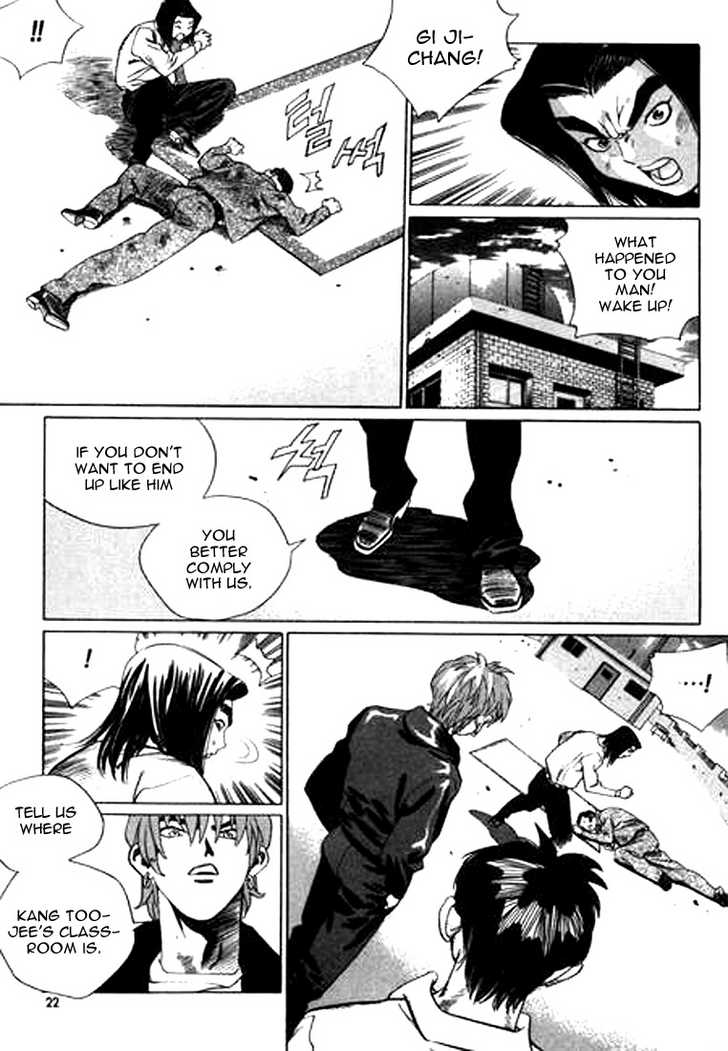 !!
GI JI-
CHANG!
털
썩
WHAT
HAPPENED
TO YOU
MAN!
WAKE UP!
IF YOU DON'T
WANT TO END
UP LIKE HIM
YOU
BETTER
COMPLY
WITH US.
척
!
.....!
TELL US
WHERE
KANG TOO-
JEE'S CLASS-
ROOM IS.
22